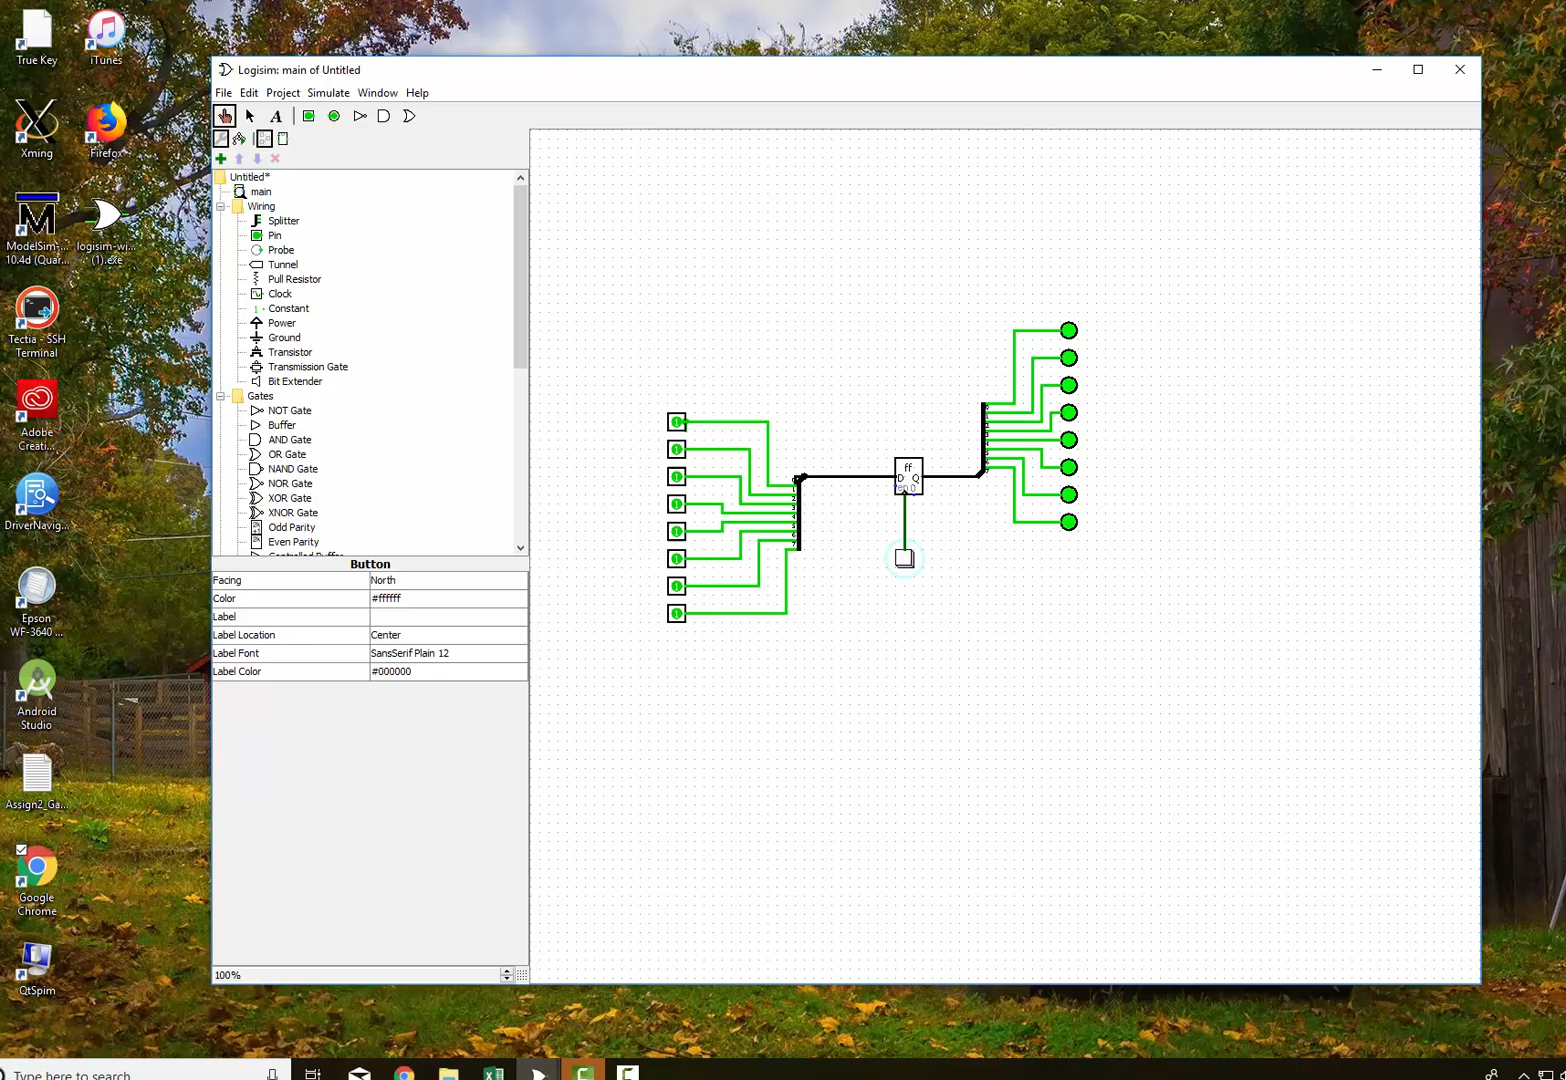 True Key
iTunes
Xming
Firefox
ModelSim-...
10.4d (Quar...
logisim-wi...
(1).exe
Tectia - SSH
Terminal
Adobe
Creati...
DriverNavig...
Epson
WF-3640 ...
Android
Studio
Assign2_Ga...
Google
Chrome
QtSpim
Logisim: main of Untitled
File Edit Project Simulate Window Help
A
Untitled*
main
Wiring
Splitter
Pin
Probe
Tunnel
Pull Resistor
Clock
Constant
Power
Ground
Transistor
Transmission Gate
Bit Extender
Gates
NOT Gate
Buffer
AND Gate
OR Gate
NAND Gate
NOR Gate
XOR Gate
XNOR Gate
Odd Parity
Even Parity
Controlled Buffer
Button
Facing North
Color #ffffff
Label
Label Location Center
Label Font SansSerif Plain 12
Label Color #000000
100%
ff
D Q
en 0
Type here to search